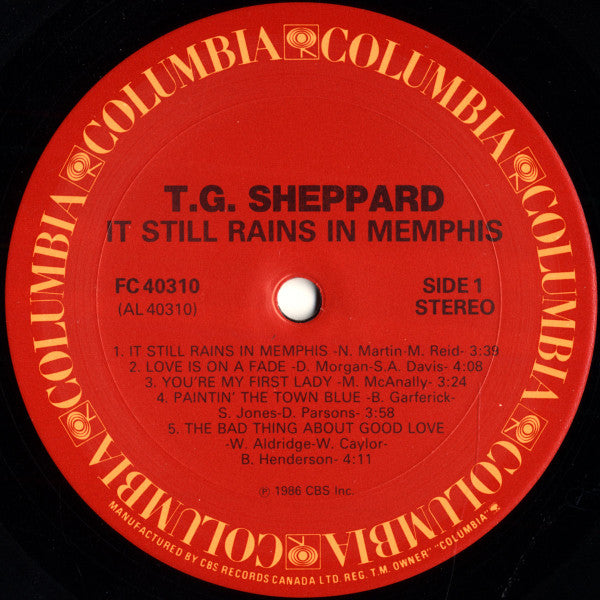 COLUMBIA COLUMBIA COLUMBIA COLUMBIA COLUMBIA COLUMBIA
T.G. SHEPPARD
IT STILL RAINS IN MEMPHIS
FC 40310
(AL 40310)
SIDE 1
STEREO
1. IT STILL RAINS IN MEMPHIS -N. Martin-M. Reid- 3:39
2. LOVE IS ON A FADE -D. Morgan-S.A. Davis- 4:08
3. YOU'RE MY FIRST LADY -M. McAnally- 3:24
4. PAINTIN' THE TOWN BLUE -B. Garferick-
S. Jones-D. Parsons- 3:58
5. THE BAD THING ABOUT GOOD LOVE
-W. Aldridge-W. Caylor-
B. Henderson- 4:11
℗ 1986 CBS Inc.
MANUFACTURED BY CBS RECORDS CANADA LTD. REG. T.M. OWNER "COLUMBIA"